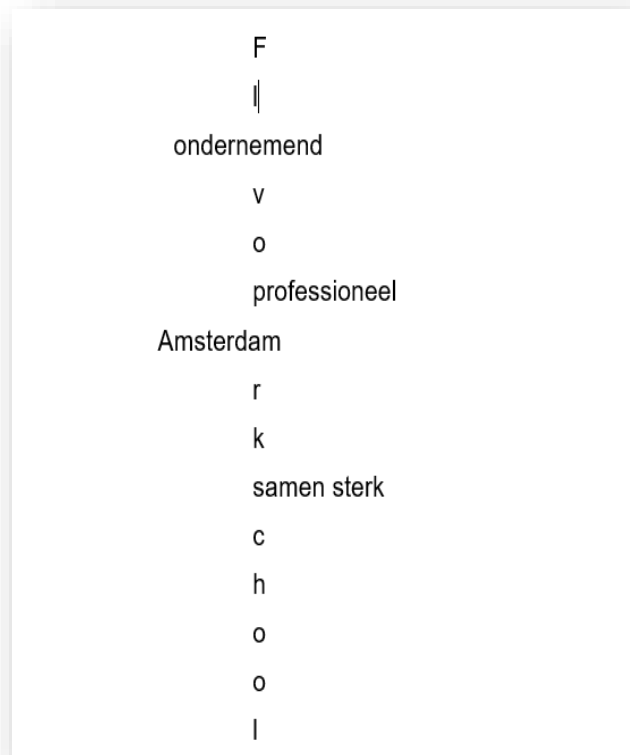 F
l
ondernemend
v
o
professioneel
Amsterdam
r
k
samen sterk
c
h
o
o
l